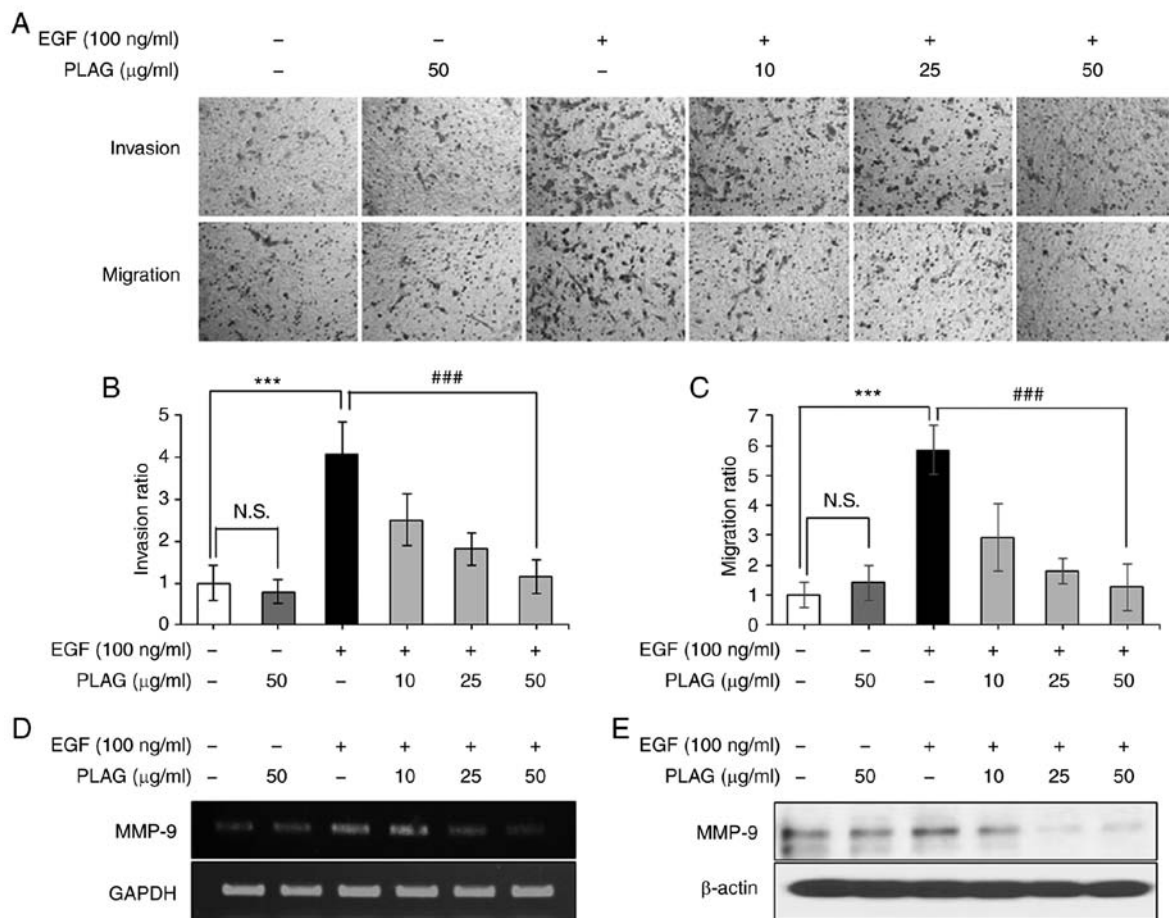 A
EGF (100 ng/ml) – – + + + +
PLAG (μg/ml) – 50 – 10 25 50
Invasion
Migration
B
*** ###
N.S.
Invasion ratio
5
4
3
2
1
0
EGF (100 ng/ml) – – + + + +
PLAG (μg/ml) – 50 – 10 25 50
C
*** ###
N.S.
Migration ratio
7
6
5
4
3
2
1
0
EGF (100 ng/ml) – – + + + +
PLAG (μg/ml) – 50 – 10 25 50
D
EGF (100 ng/ml) – – + + + +
PLAG (μg/ml) – 50 – 10 25 50
MMP-9
GAPDH
E
EGF (100 ng/ml) – – + + + +
PLAG (μg/ml) – 50 – 10 25 50
MMP-9
β-actin